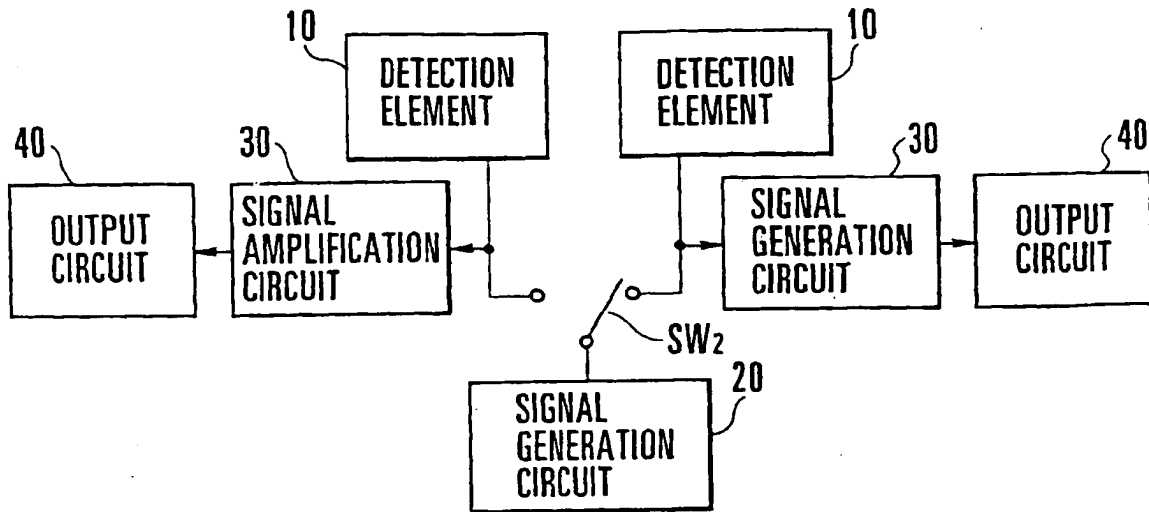 10
10
DETECTION
ELEMENT
DETECTION
ELEMENT
40
30
30
40
OUTPUT
CIRCUIT
SIGNAL
AMPLIFICATION
CIRCUIT
SIGNAL
GENERATION
CIRCUIT
OUTPUT
CIRCUIT
SW2
20
SIGNAL
GENERATION
CIRCUIT